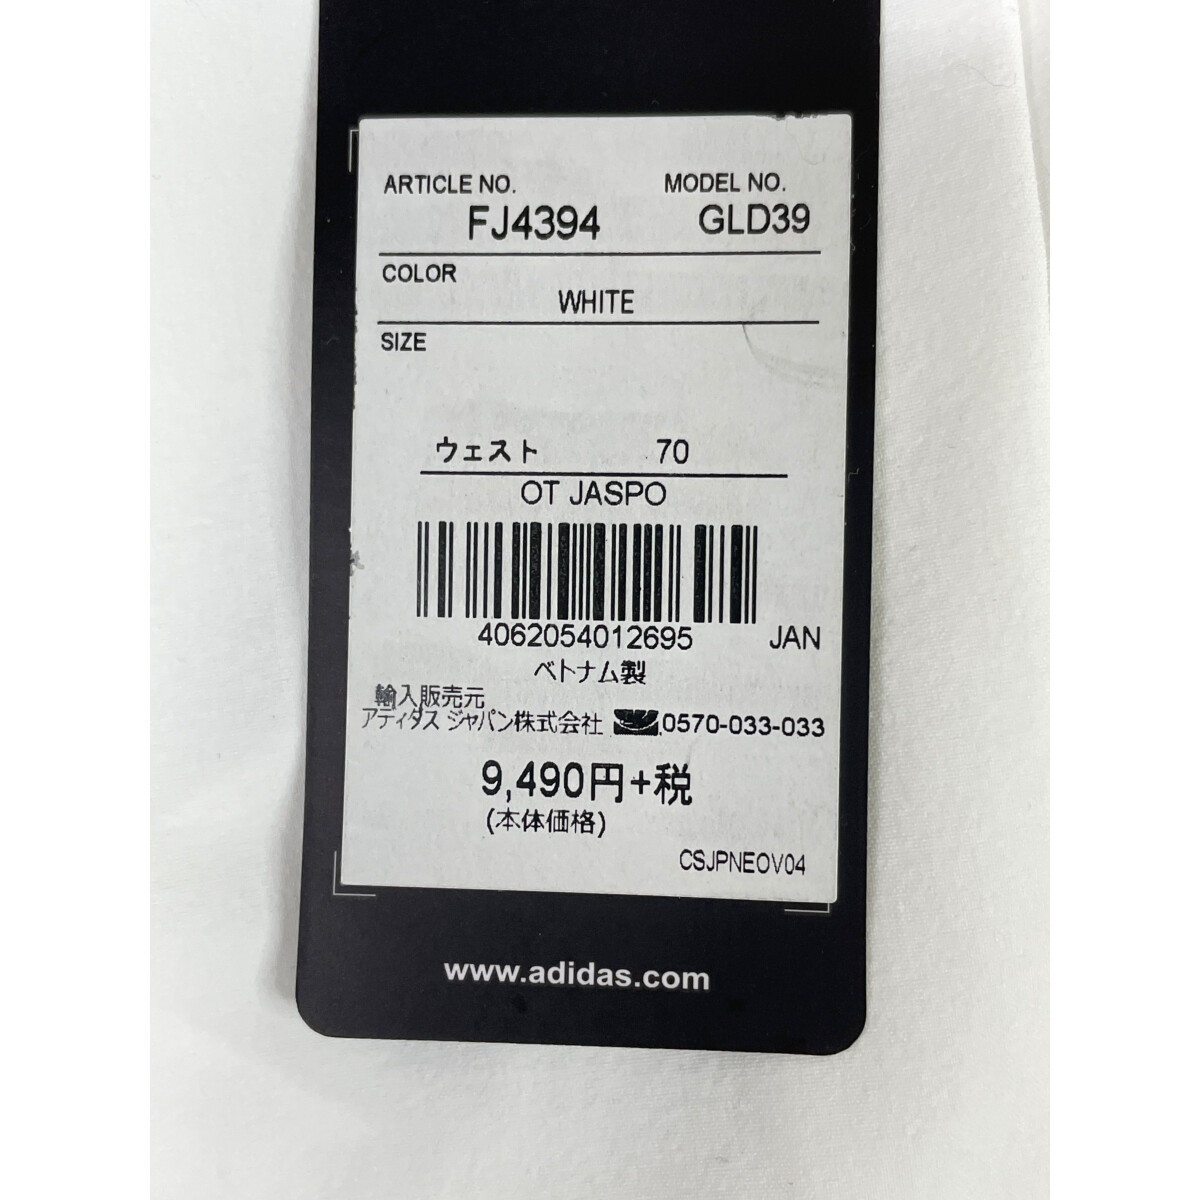 ARTICLE NO. MODEL NO.
FJ4394 GLD39
COLOR
WHITE
SIZE
ウェスト 70
OT JASPO
4062054012695 JAN
ベトナム製
輸入販売元
アディダス ジャパン株式会社 0570-033-033
9,490円+税
(本体価格)
CSJPNEOV04
www.adidas.com